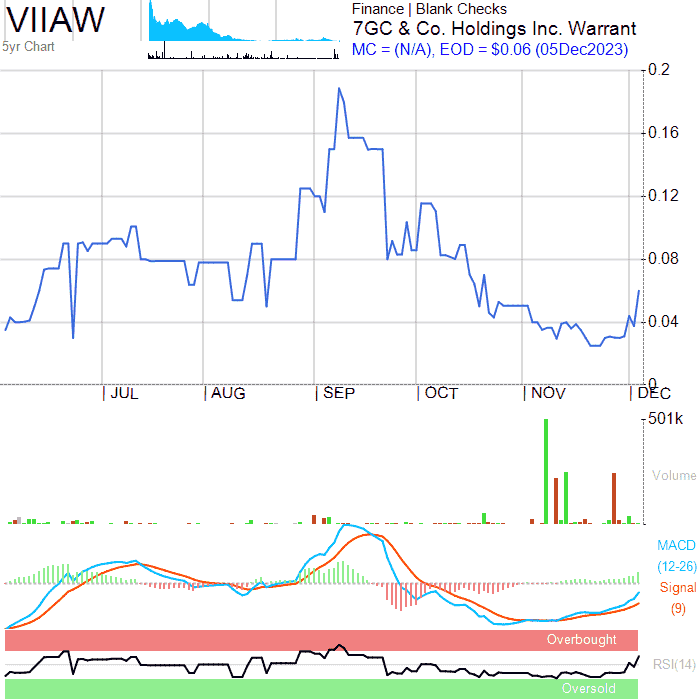 VIIAW
5yr Chart
Finance | Blank Checks
7GC & Co. Holdings Inc. Warrant
MC = (N/A), EOD = $0.06 (05Dec2023)
0.2
0.16
0.12
0.08
0.04
0
JUL AUG SEP OCT NOV DEC
501k
Volume
MACD
(12-26)
Signal
(9)
Overbought
RSI(14)
Oversold